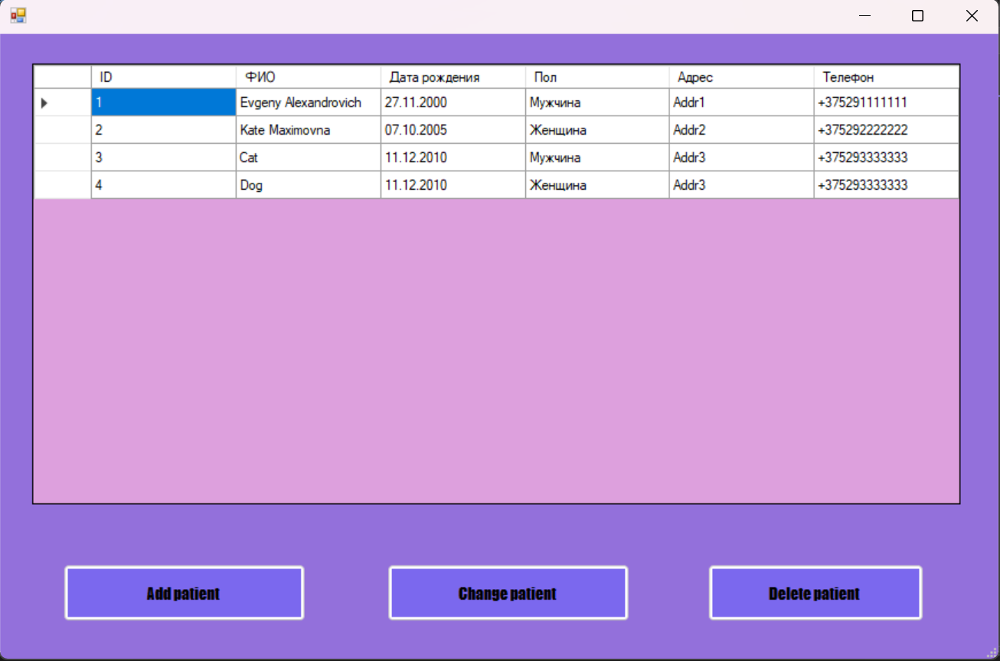 ID ФИО Дата рождения Пол Адрес Телефон
1 Evgeny Alexandrovich 27.11.2000 Мужчина Addr1 +375291111111
2 Kate Maximovna 07.10.2005 Женщина Addr2 +375292222222
3 Cat 11.12.2010 Мужчина Addr3 +375293333333
4 Dog 11.12.2010 Женщина Addr3 +375293333333
Add patient Change patient Delete patient